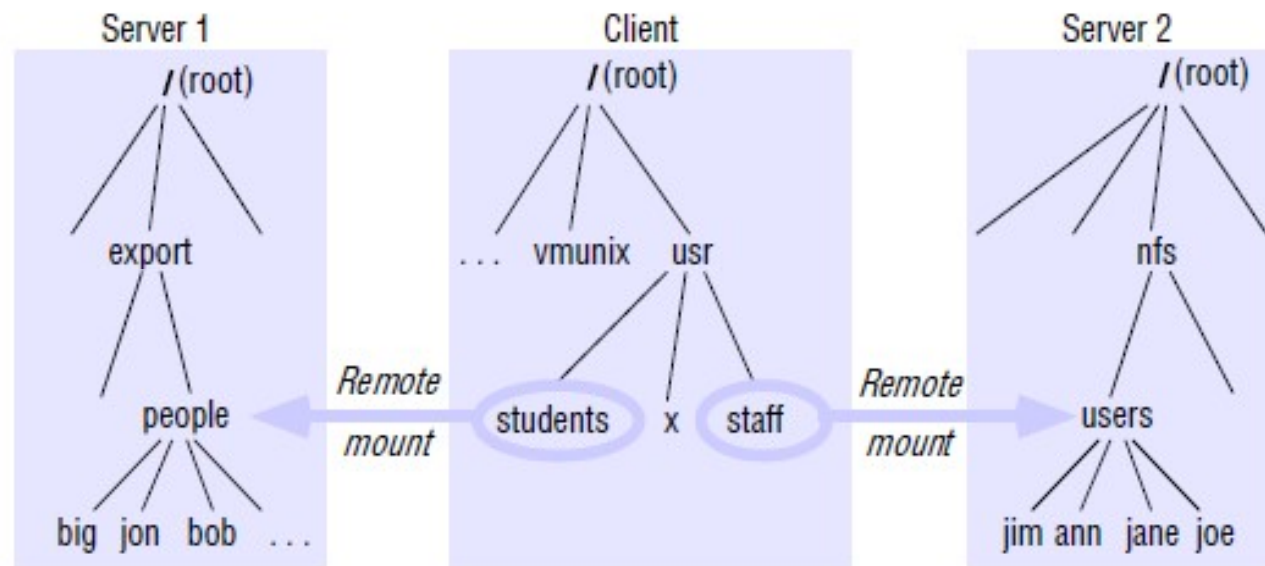 Server 1 Client Server 2
/ (root) / (root) / (root)
export . . . vmunix usr nfs
Remote Remote
people students x staff users
mount mount
big jon bob . . . jim ann jane joe